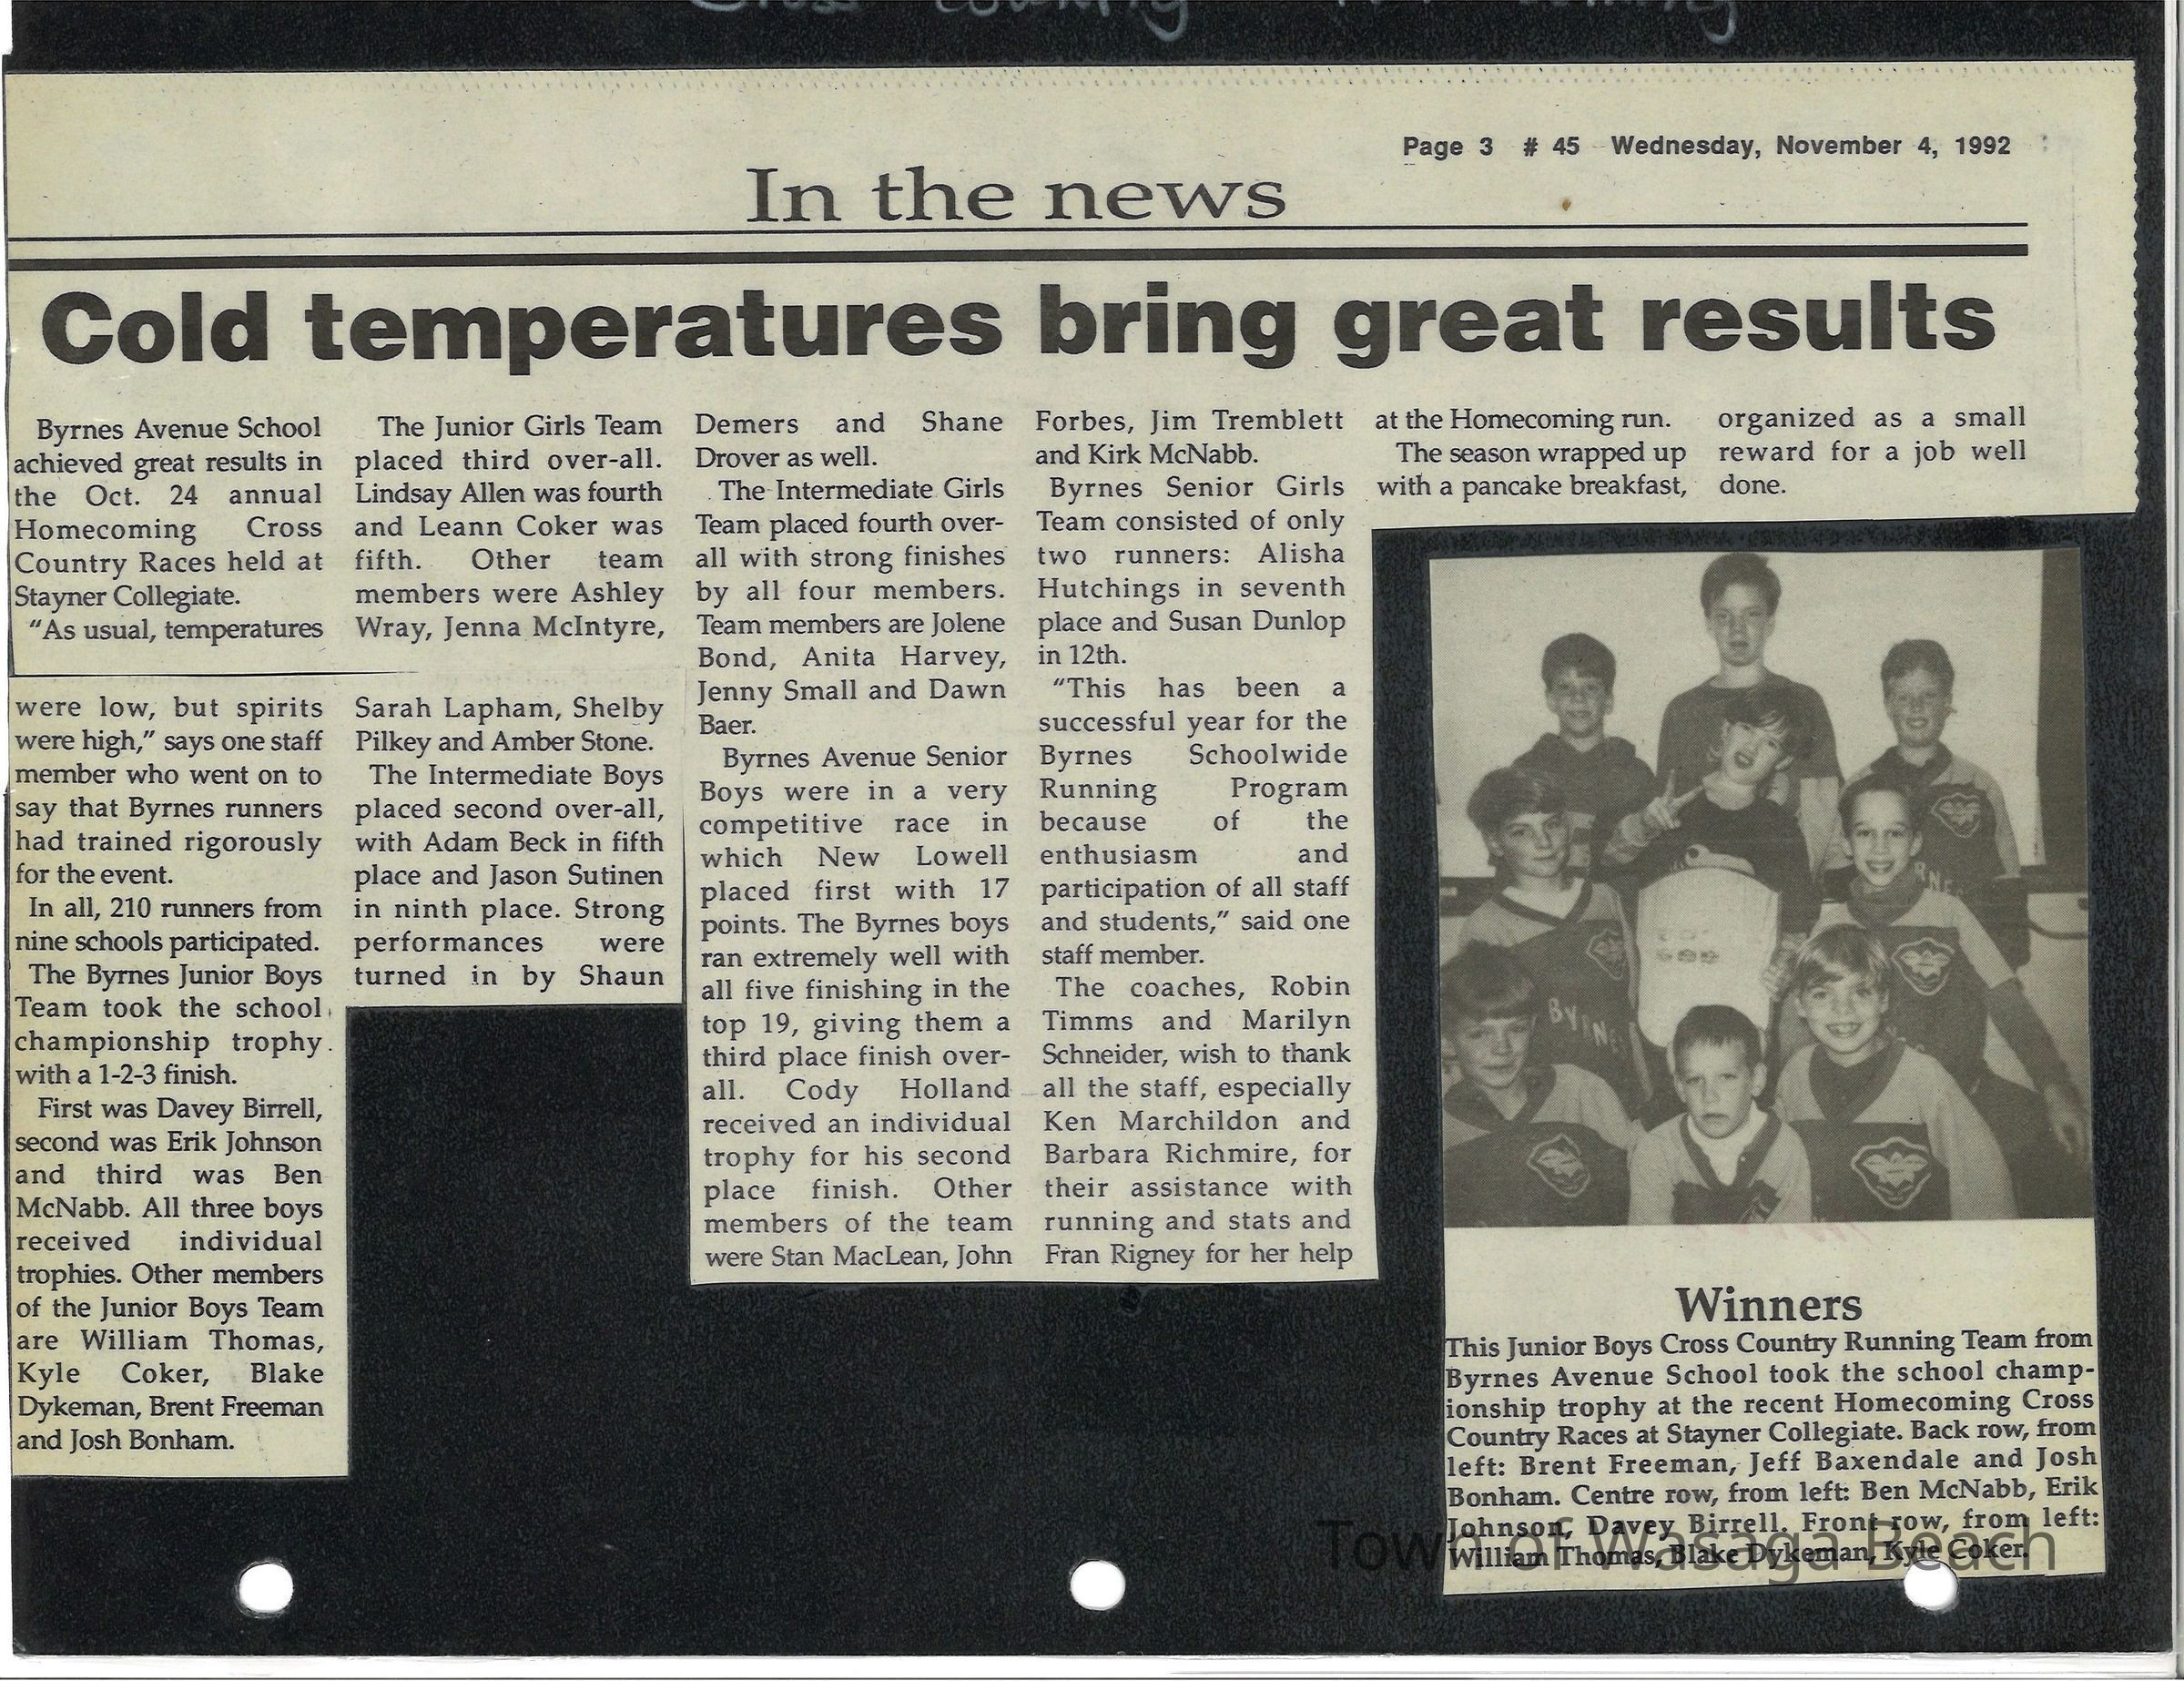 Cross Country
Page 3 # 45 Wednesday, November 4, 1992
In the news
Cold temperatures bring great results
Byrnes Avenue School
achieved great results in
the Oct. 24 annual
Homecoming Cross
Country Races held at
Stayner Collegiate.
"As usual, temperatures
were low, but spirits
were high," says one staff
member who went on to
say that Byrnes runners
had trained rigorously
for the event.
In all, 210 runners from
nine schools participated.
The Byrnes Junior Boys
Team took the school
championship trophy
with a 1-2-3 finish.
First was Davey Birrell,
second was Erik Johnson
and third was Ben
McNabb. All three boys
received individual
trophies. Other members
of the Junior Boys Team
are William Thomas,
Kyle Coker, Blake
Dykeman, Brent Freeman
and Josh Bonham.
The Junior Girls Team
placed third over-all.
Lindsay Allen was fourth
and Leann Coker was
fifth. Other team
members were Ashley
Wray, Jenna McIntyre,
Sarah Lapham, Shelby
Pilkey and Amber Stone.
The Intermediate Boys
placed second over-all,
with Adam Beck in fifth
place and Jason Sutinen
in ninth place. Strong
performances were
turned in by Shaun
Demers and Shane
Drover as well.
The Intermediate Girls
Team placed fourth over-
all with strong finishes
by all four members.
Team members are Jolene
Bond, Anita Harvey,
Jenny Small and Dawn
Baer.
Byrnes Avenue Senior
Boys were in a very
competitive race in
which New Lowell
placed first with 17
points. The Byrnes boys
ran extremely well with
all five finishing in the
top 19, giving them a
third place finish over-
all. Cody Holland
received an individual
trophy for his second
place finish. Other
members of the team
were Stan MacLean, John
Forbes, Jim Tremblett
and Kirk McNabb.
Byrnes Senior Girls
Team consisted of only
two runners: Alisha
Hutchings in seventh
place and Susan Dunlop
in 12th.
"This has been a
successful year for the
Byrnes Schoolwide
Running Program
because of the
enthusiasm and
participation of all staff
and students," said one
staff member.
The coaches, Robin
Timms and Marilyn
Schneider, wish to thank
all the staff, especially
Ken Marchildon and
Barbara Richmire, for
their assistance with
running and stats and
Fran Rigney for her help
at the Homecoming run.
The season wrapped up
with a pancake breakfast,
organized as a small
reward for a job well
done.
BYRNES
Winners
This Junior Boys Cross Country Running Team from
Byrnes Avenue School took the school champ-
ionship trophy at the recent Homecoming Cross
Country Races at Stayner Collegiate. Back row, from
left: Brent Freeman, Jeff Baxendale and Josh
Bonham. Centre row, from left: Ben McNabb, Erik
Johnson, Davey Birrell. Front row, from left:
William Thomas, Blake Dykeman, Kyle Coker.
Town of Wasaga Beach